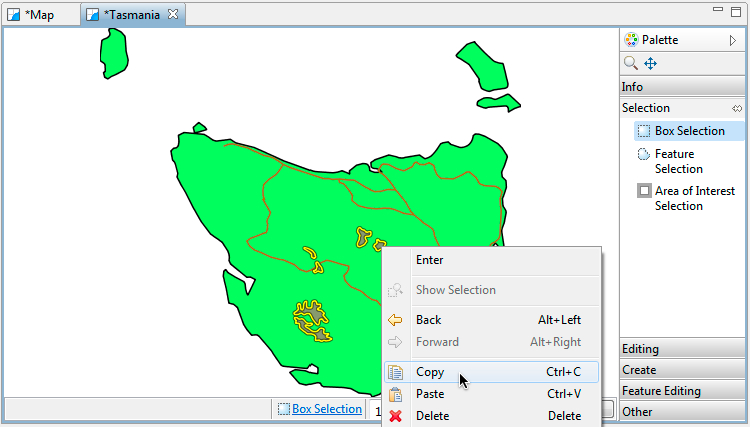 *Map
*Tasmania
Palette
Info
Selection
Box Selection
Feature
Selection
Area of Interest
Selection
Enter
Show Selection
Back Alt+Left
Forward Alt+Right
Copy Ctrl+C
Paste Ctrl+V
Delete Delete
Editing
Create
Feature Editing
Other
Box Selection
1